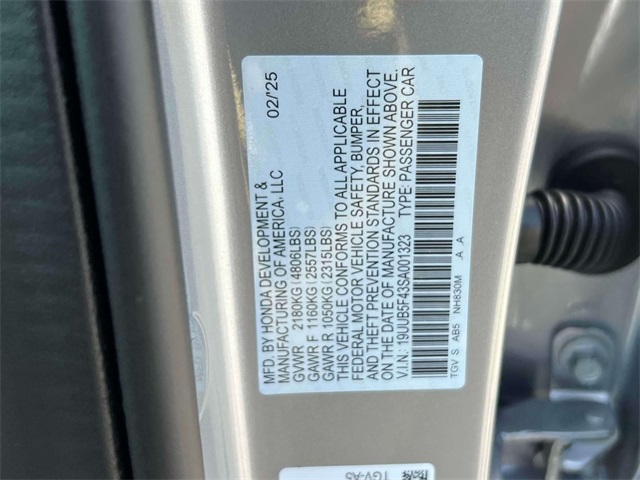 MFD. BY HONDA DEVELOPMENT & 02/'25
MANUFACTURING OF AMERICA, LLC
GVWR 2180KG (4806LBS)
GAWR F 1160KG (2557LBS)
GAWR R 1050KG (2315LBS)
THIS VEHICLE CONFORMS TO ALL APPLICABLE
FEDERAL MOTOR VEHICLE SAFETY, BUMPER,
AND THEFT PREVENTION STANDARDS IN EFFECT
ON THE DATE OF MANUFACTURE SHOWN ABOVE.
V.I.N: 19UUB5F43SA001323 TYPE: PASSENGER CAR
TGV S AB5 NH830M .A .A
TGV-A5